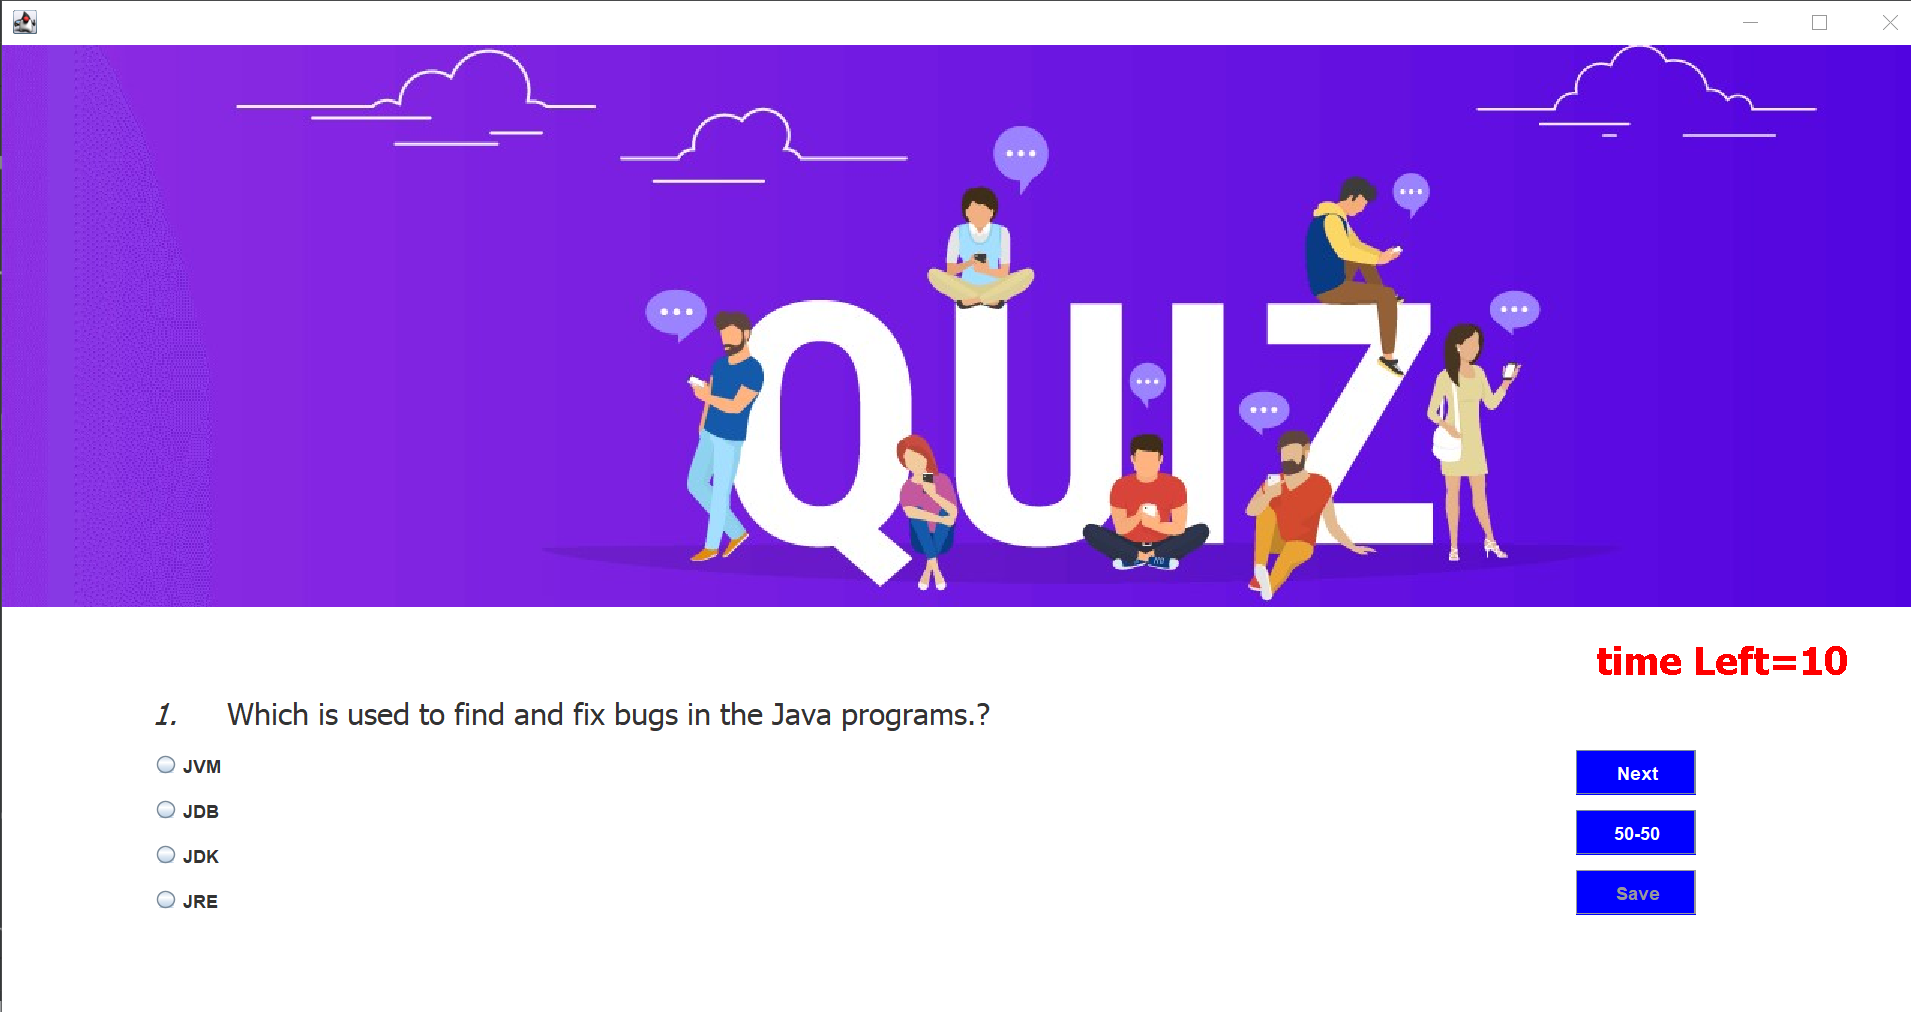 QUIZ
time Left=10
1. Which is used to find and fix bugs in the Java programs.?
JVM
JDB
JDK
JRE
Next
50-50
Save